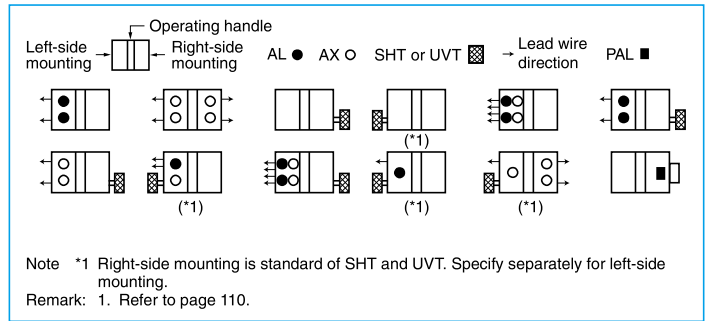 Operating handle
Left-side mounting
Right-side mounting
AL
AX
SHT or UVT
Lead wire direction
PAL
(*1)
(*1)
(*1)
(*1)
Note *1 Right-side mounting is standard of SHT and UVT. Specify separately for left-side
mounting.
Remark: 1. Refer to page 110.